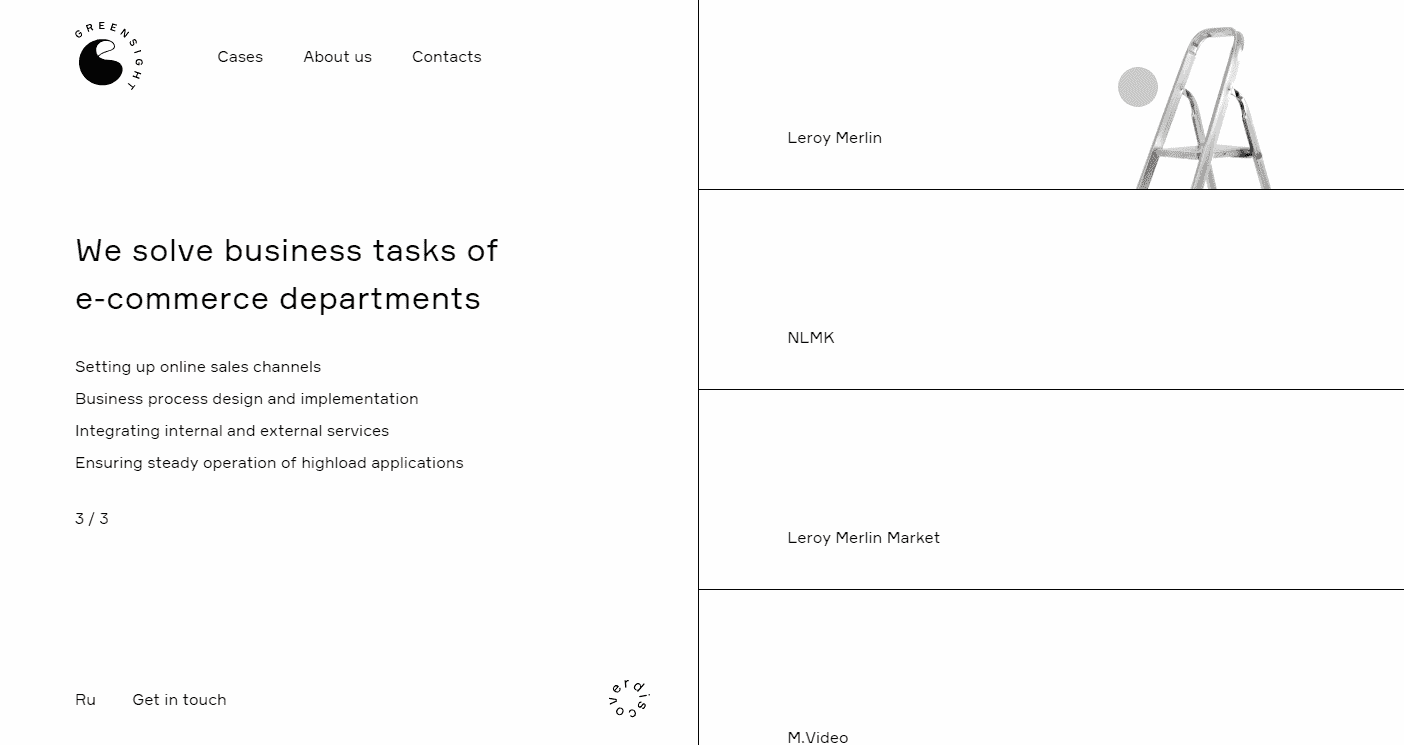 GREENSIGHT
Cases
About us
Contacts
We solve business tasks of
e-commerce departments
Setting up online sales channels
Business process design and implementation
Integrating internal and external services
Ensuring steady operation of highload applications
3 / 3
Ru
Get in touch
discover
Leroy Merlin
NLMK
Leroy Merlin Market
M.Video